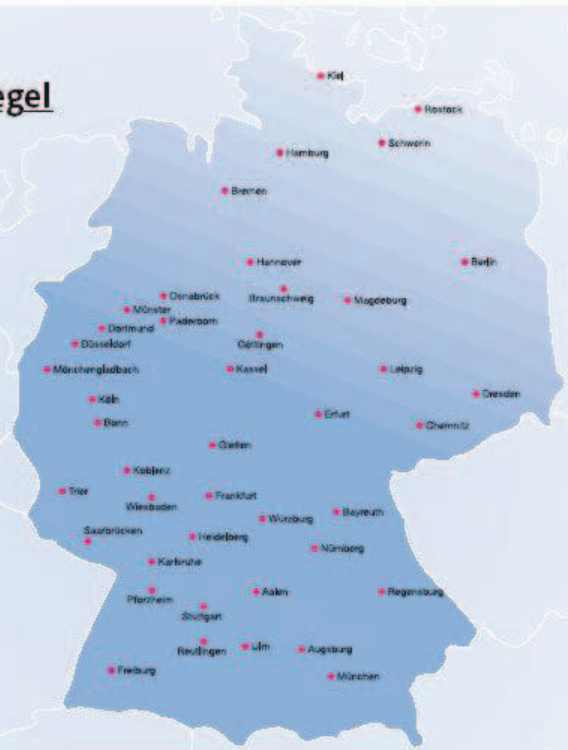 egel
Kiel
Rostock
Schwerin
Hamburg
Bremen
Hannover
Berlin
Braunschweig
Osnabrück
Magdeburg
Münster
Paderborn
Dortmund
Göttingen
Düsseldorf
Mönchengladbach
Kassel
Leipzig
Dresden
Köln
Erfurt
Bonn
Chemnitz
Gießen
Koblenz
Trier
Frankfurt
Wiesbaden
Bayreuth
Würzburg
Saarbrücken
Heidelberg
Nürnberg
Karlsruhe
Pforzheim
Aalen
Regensburg
Stuttgart
Reutlingen
Ulm
Augsburg
Freiburg
München